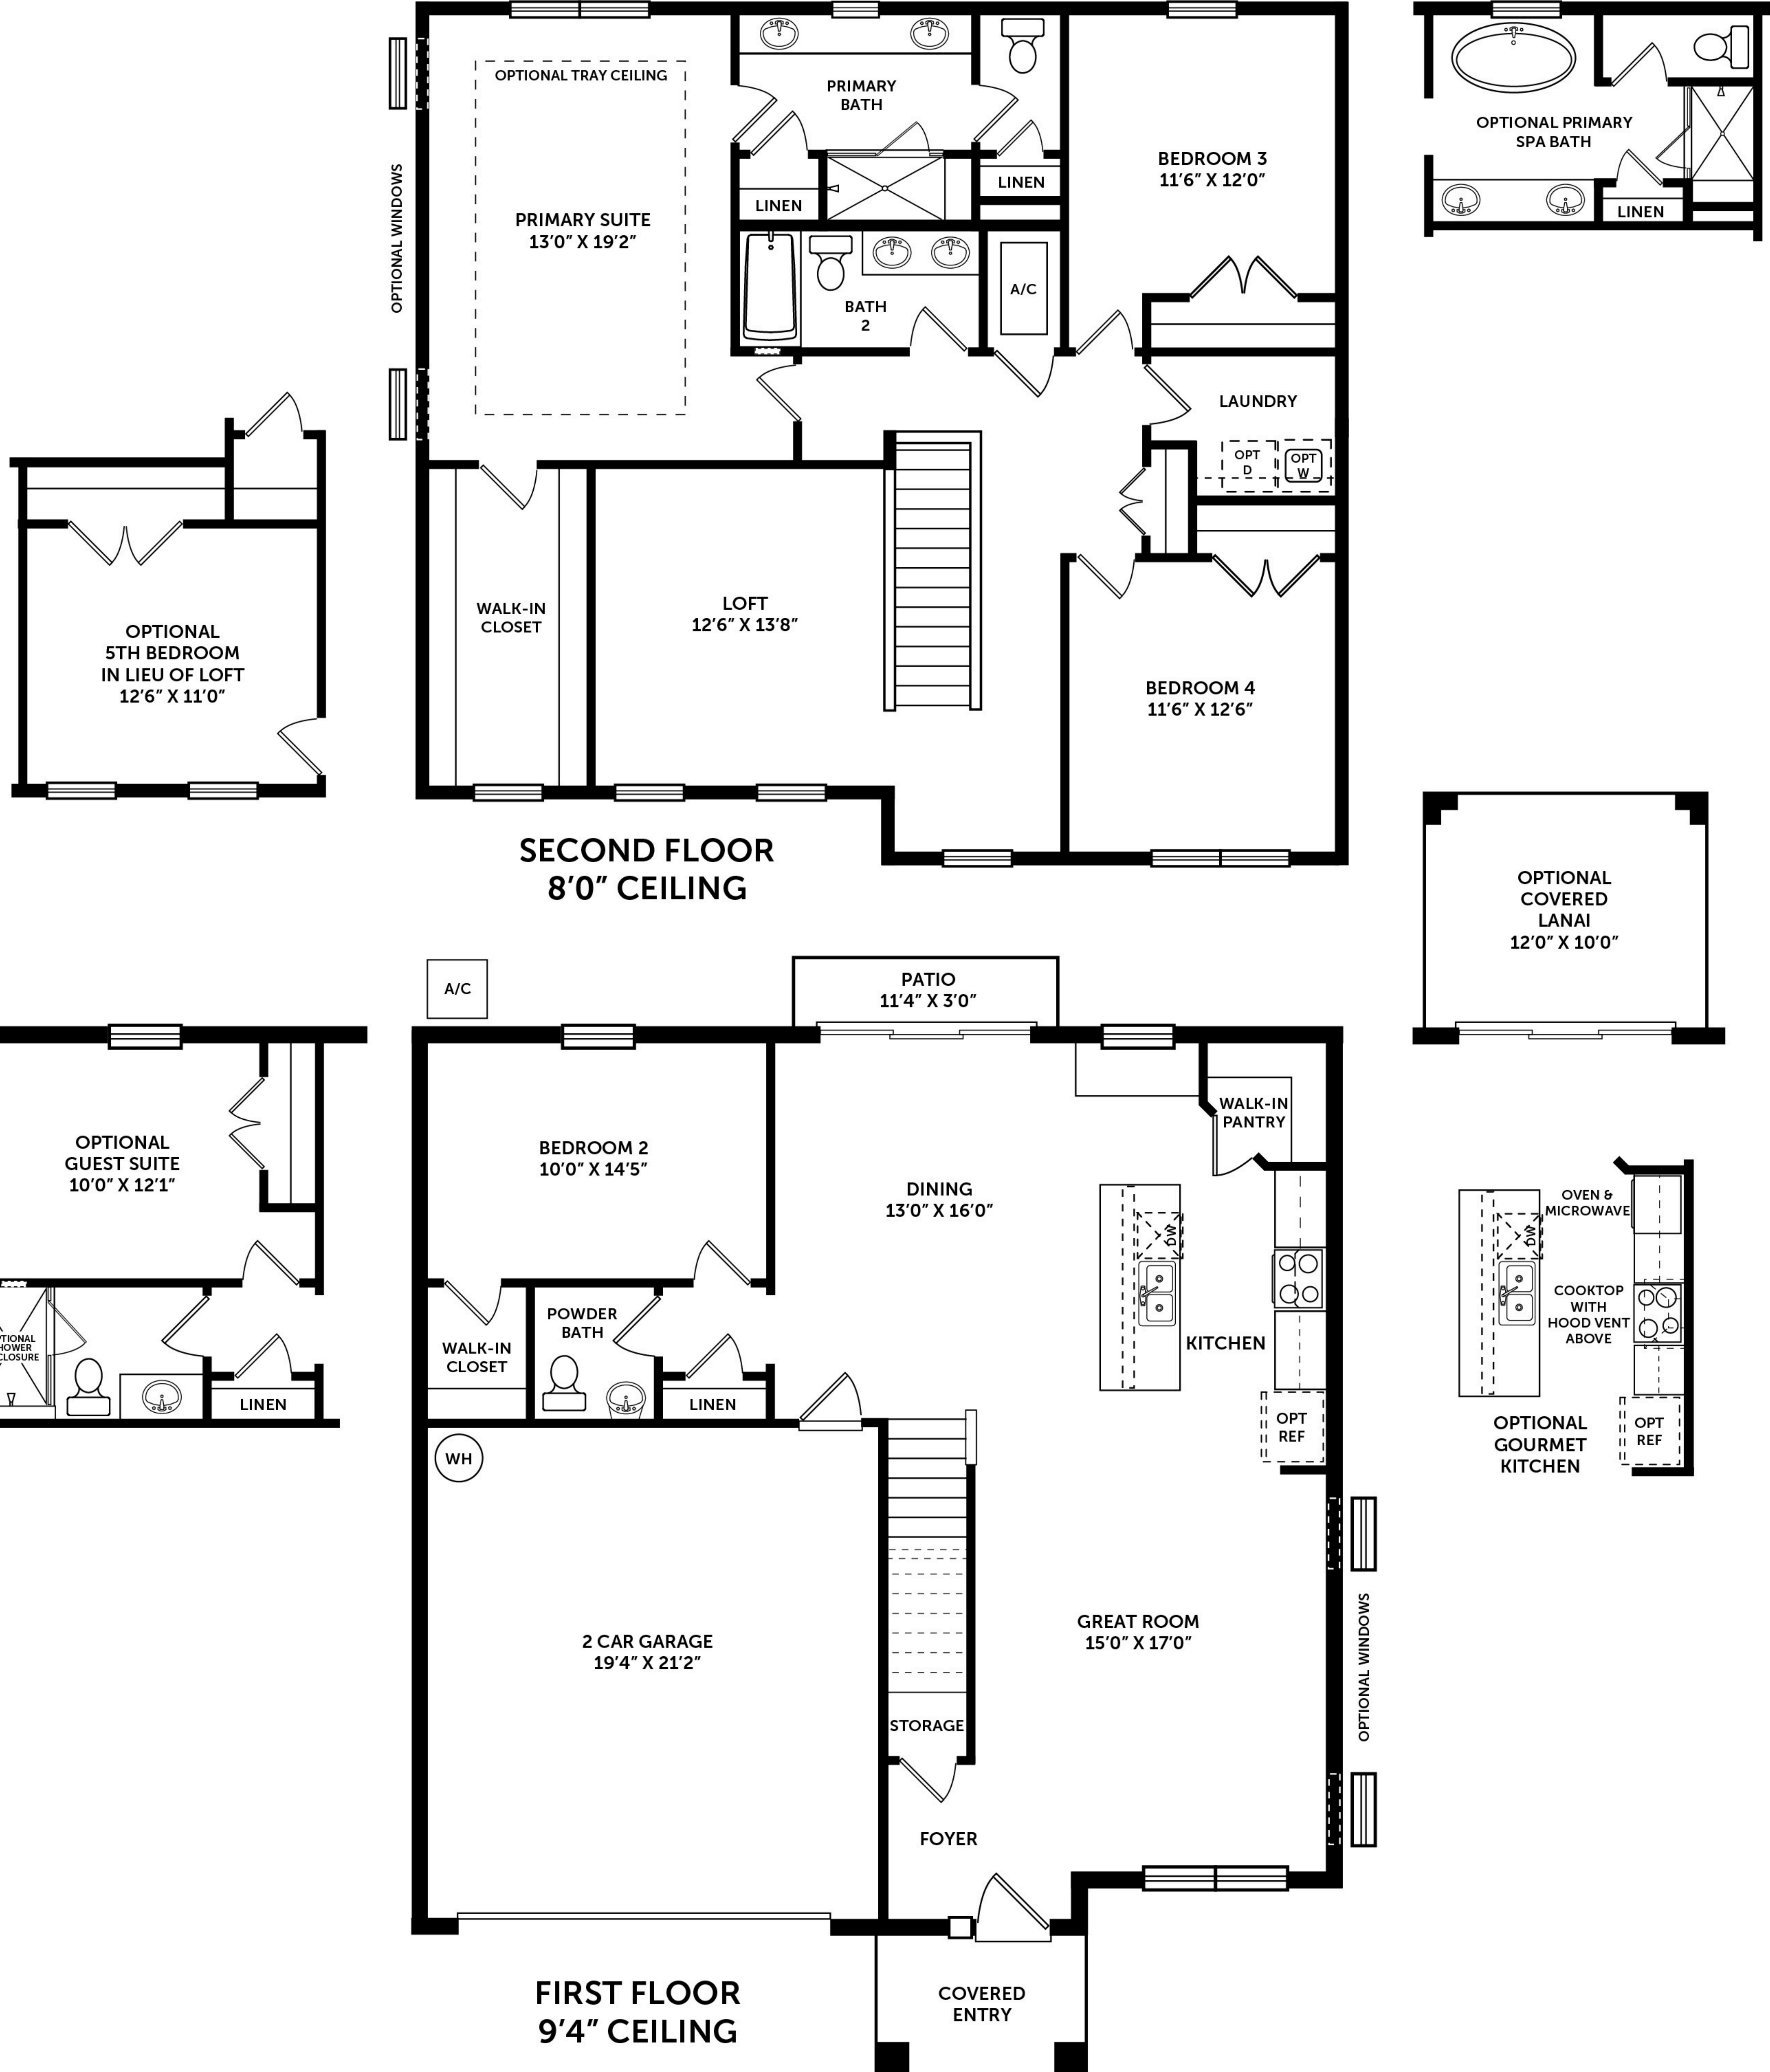 OPTIONAL TRAY CEILING
PRIMARY
BATH
OPTIONAL PRIMARY
SPA BATH
BEDROOM 3
11’6” X 12’0”
LINEN
LINEN
LINEN
OPTIONAL WINDOWS
PRIMARY SUITE
13’0” X 19’2”
A/C
BATH
2
LAUNDRY
OPT
D
OPT
W
WALK-IN
CLOSET
LOFT
12’6” X 13’8”
OPTIONAL
5TH BEDROOM
IN LIEU OF LOFT
12’6” X 11’0”
BEDROOM 4
11’6” X 12’6”
SECOND FLOOR
8’0” CEILING
OPTIONAL
COVERED
LANAI
12’0” X 10’0”
A/C
PATIO
11’4” X 3’0”
WALK-IN
PANTRY
OPTIONAL
GUEST SUITE
10’0” X 12’1”
BEDROOM 2
10’0” X 14’5”
DINING
13’0” X 16’0”
DW
OVEN &
MICROWAVE
DW
COOKTOP
WITH
HOOD VENT
ABOVE
POWDER
BATH
KITCHEN
TIONAL
HOWER
CLOSURE
WALK-IN
CLOSET
LINEN
LINEN
OPT
REF
OPT
REF
OPTIONAL
GOURMET
KITCHEN
WH
2 CAR GARAGE
19’4” X 21’2”
GREAT ROOM
15’0” X 17’0”
OPTIONAL WINDOWS
STORAGE
FOYER
FIRST FLOOR
9’4” CEILING
COVERED
ENTRY